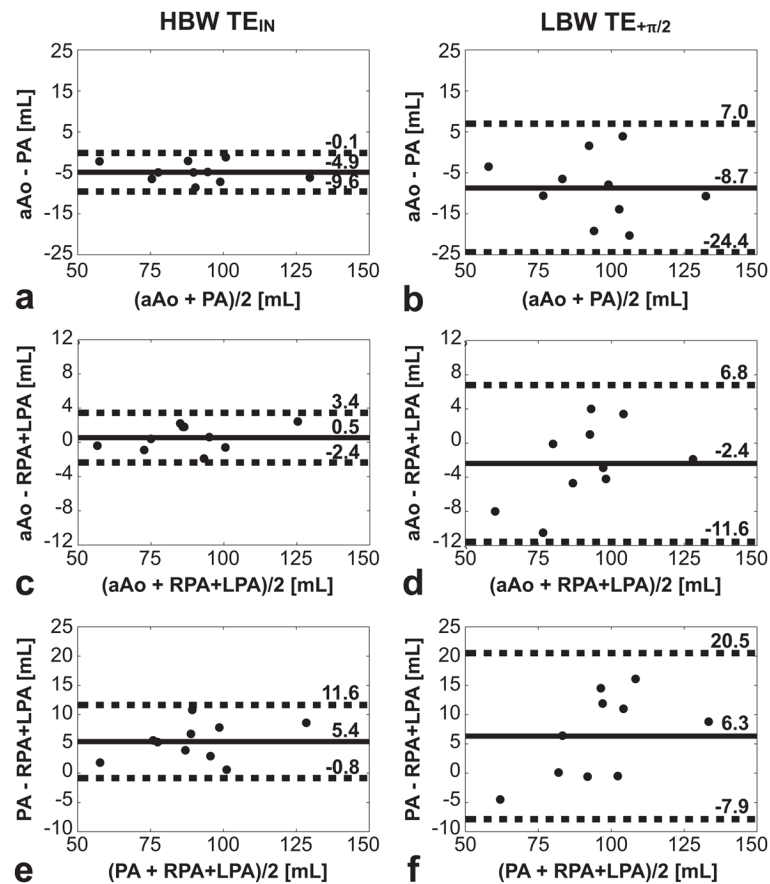 HBW TEIN
LBW TE+π/2
aAo - PA [mL]
25
15
5
-5
-15
-25
-0.1
-4.9
-9.6
50 75 100 125 150
a
(aAo + PA)/2 [mL]
aAo - PA [mL]
25
15
5
-5
-15
-25
7.0
-8.7
-24.4
50 75 100 125 150
b
(aAo + PA)/2 [mL]
aAo - RPA+LPA [mL]
12
8
4
0
-4
-8
-12
3.4
0.5
-2.4
50 75 100 125 150
c
(aAo + RPA+LPA)/2 [mL]
aAo - RPA+LPA [mL]
12
8
4
0
-4
-8
-12
6.8
-2.4
-11.6
50 75 100 125 150
d
(aAo + RPA+LPA)/2 [mL]
PA - RPA+LPA [mL]
25
20
15
10
5
0
-5
-10
11.6
5.4
-0.8
50 75 100 125 150
e
(PA + RPA+LPA)/2 [mL]
PA - RPA+LPA [mL]
25
20
15
10
5
0
-5
-10
20.5
6.3
-7.9
50 75 100 125 150
f
(PA + RPA+LPA)/2 [mL]